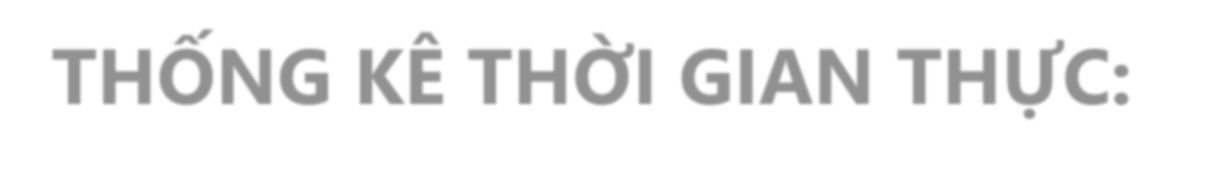 THỐNG KÊ THỜI GIAN THỰC: